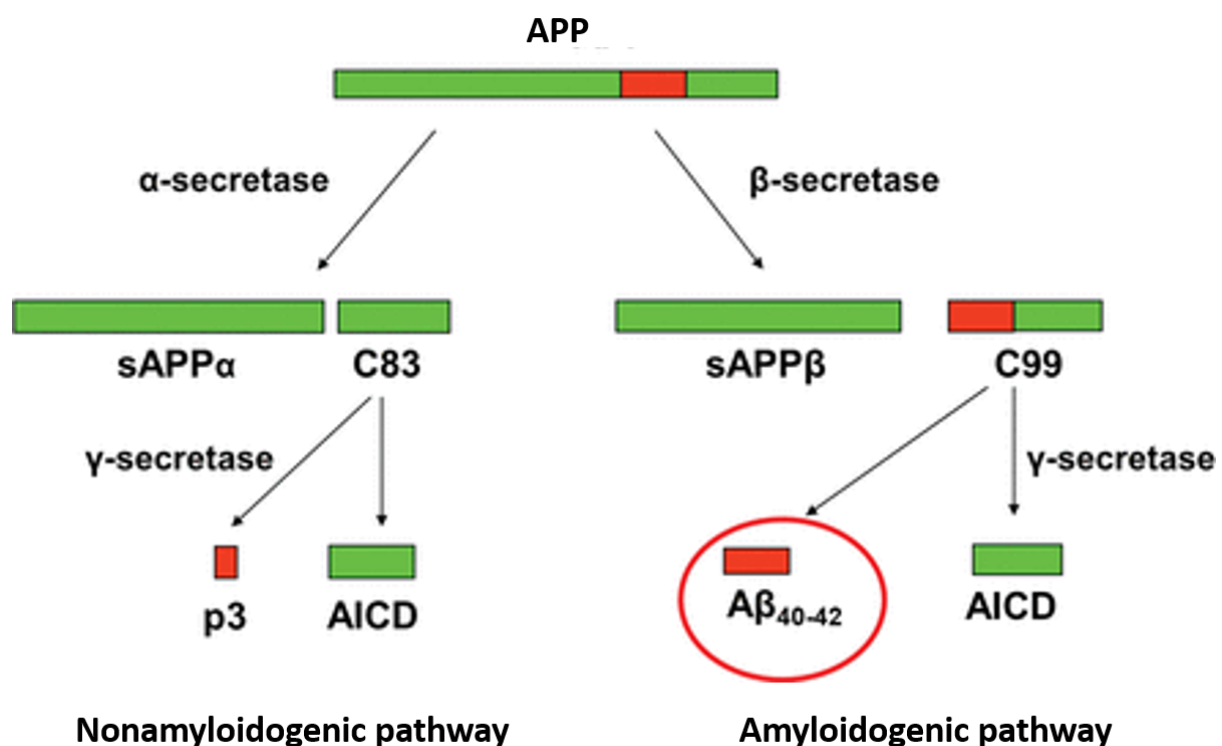 APP
α-secretase
β-secretase
sAPPα
C83
sAPPβ
C99
γ-secretase
γ-secretase
p3
AICD
Aβ40-42
AICD
Nonamyloidogenic pathway
Amyloidogenic pathway